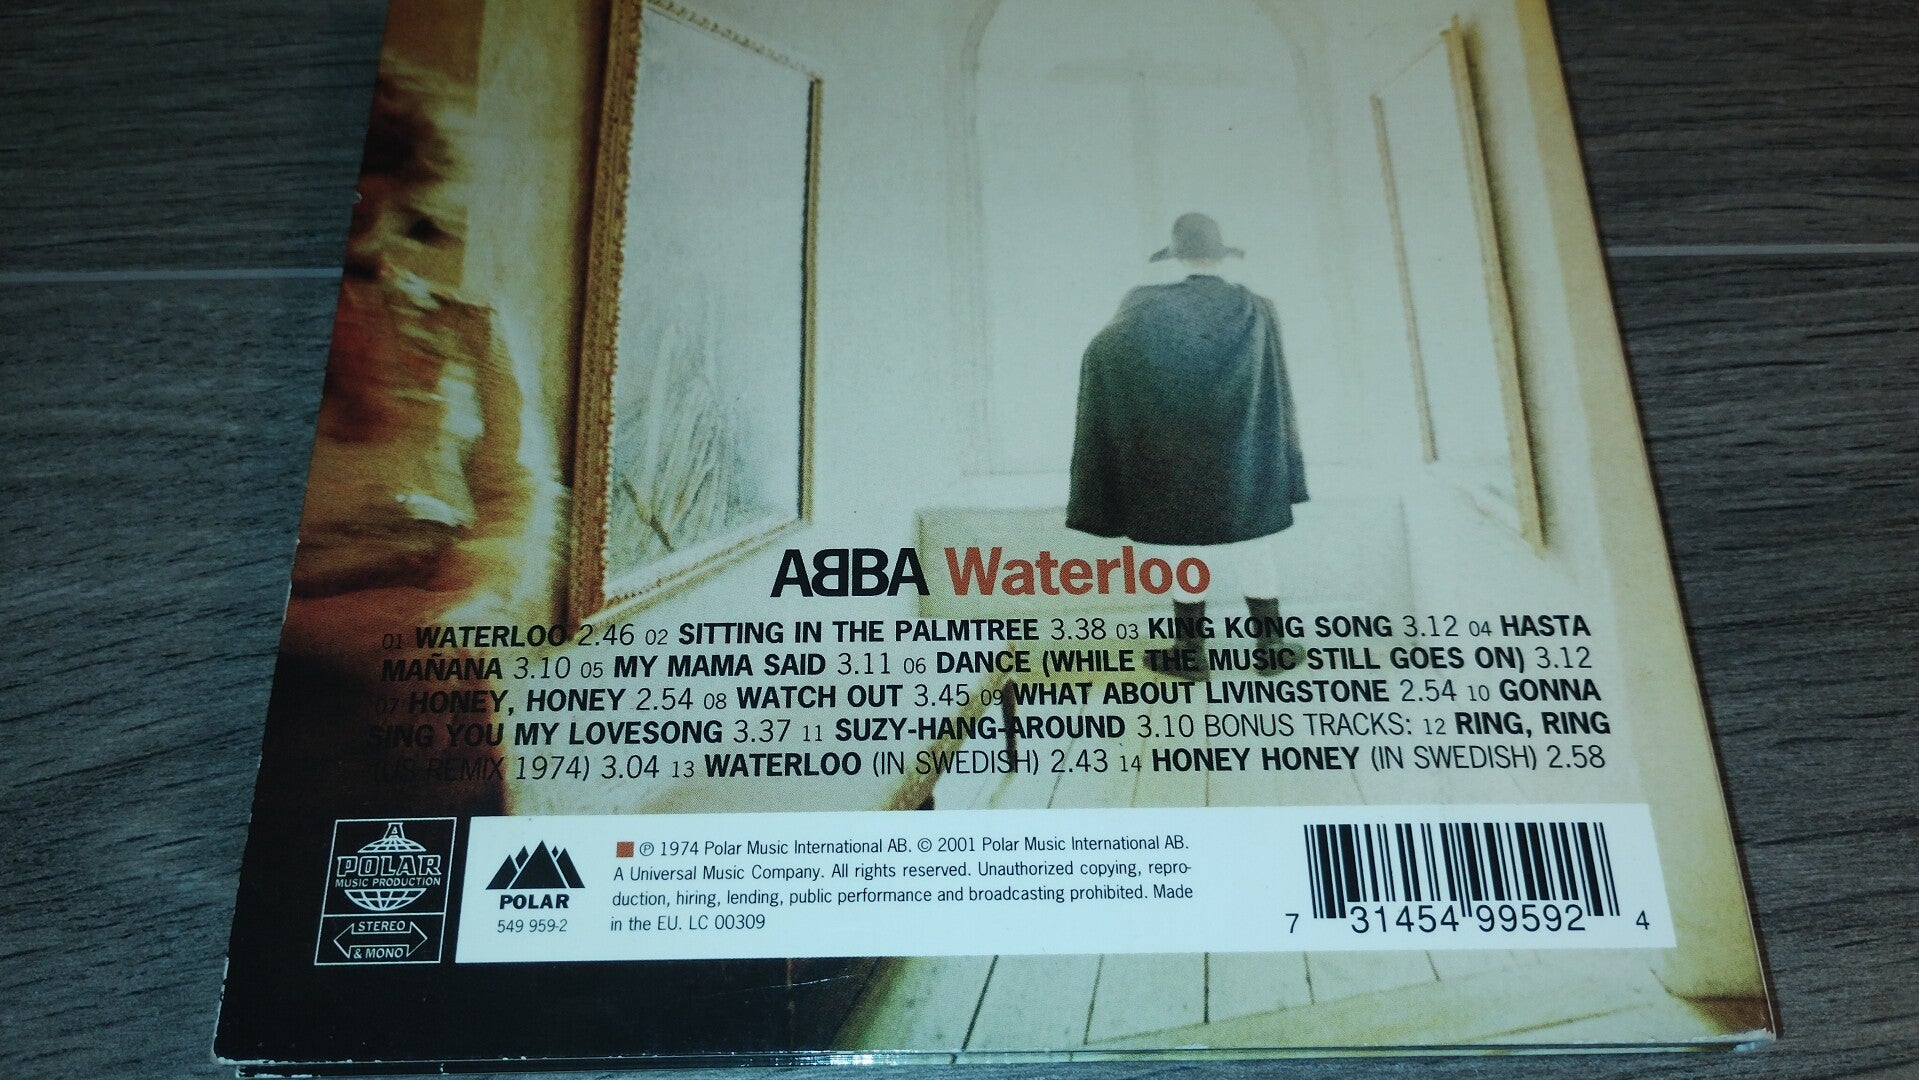 ABBA Waterloo
01 WATERLOO 2.46 02 SITTING IN THE PALMTREE 3.38 03 KING KONG SONG 3.12 04 HASTA
MAÑANA 3.10 05 MY MAMA SAID 3.11 06 DANCE (WHILE THE MUSIC STILL GOES ON) 3.12
07 HONEY, HONEY 2.54 08 WATCH OUT 3.45 09 WHAT ABOUT LIVINGSTONE 2.54 10 GONNA
SING YOU MY LOVESONG 3.37 11 SUZY-HANG-AROUND 3.10 BONUS TRACKS: 12 RING, RING
(US REMIX 1974) 3.04 13 WATERLOO (IN SWEDISH) 2.43 14 HONEY HONEY (IN SWEDISH) 2.58
A
POLAR
MUSIC PRODUCTION
STEREO
& MONO
POLAR
549 959-2
℗ 1974 Polar Music International AB. © 2001 Polar Music International AB.
A Universal Music Company. All rights reserved. Unauthorized copying, repro-
duction, hiring, lending, public performance and broadcasting prohibited. Made
in the EU. LC 00309
7 31454 99592 4